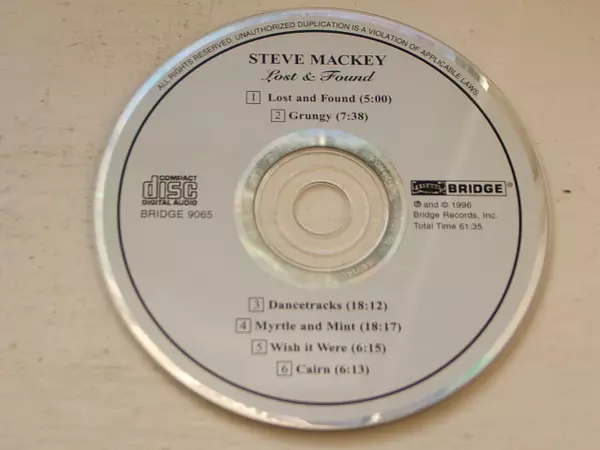 ALL RIGHTS RESERVED. UNAUTHORIZED DUPLICATION IS A VIOLATION OF APPLICABLE LAWS.
STEVE MACKEY
Lost & Found
1 Lost and Found (5:00)
2 Grungy (7:38)
COMPACT
disc
DIGITAL AUDIO
BRIDGE 9065
BRIDGE®
℗ and © 1996
Bridge Records, Inc.
Total Time 61:35
3 Dancetracks (18:12)
4 Myrtle and Mint (18:17)
5 Wish it Were (6:15)
6 Cairn (6:13)